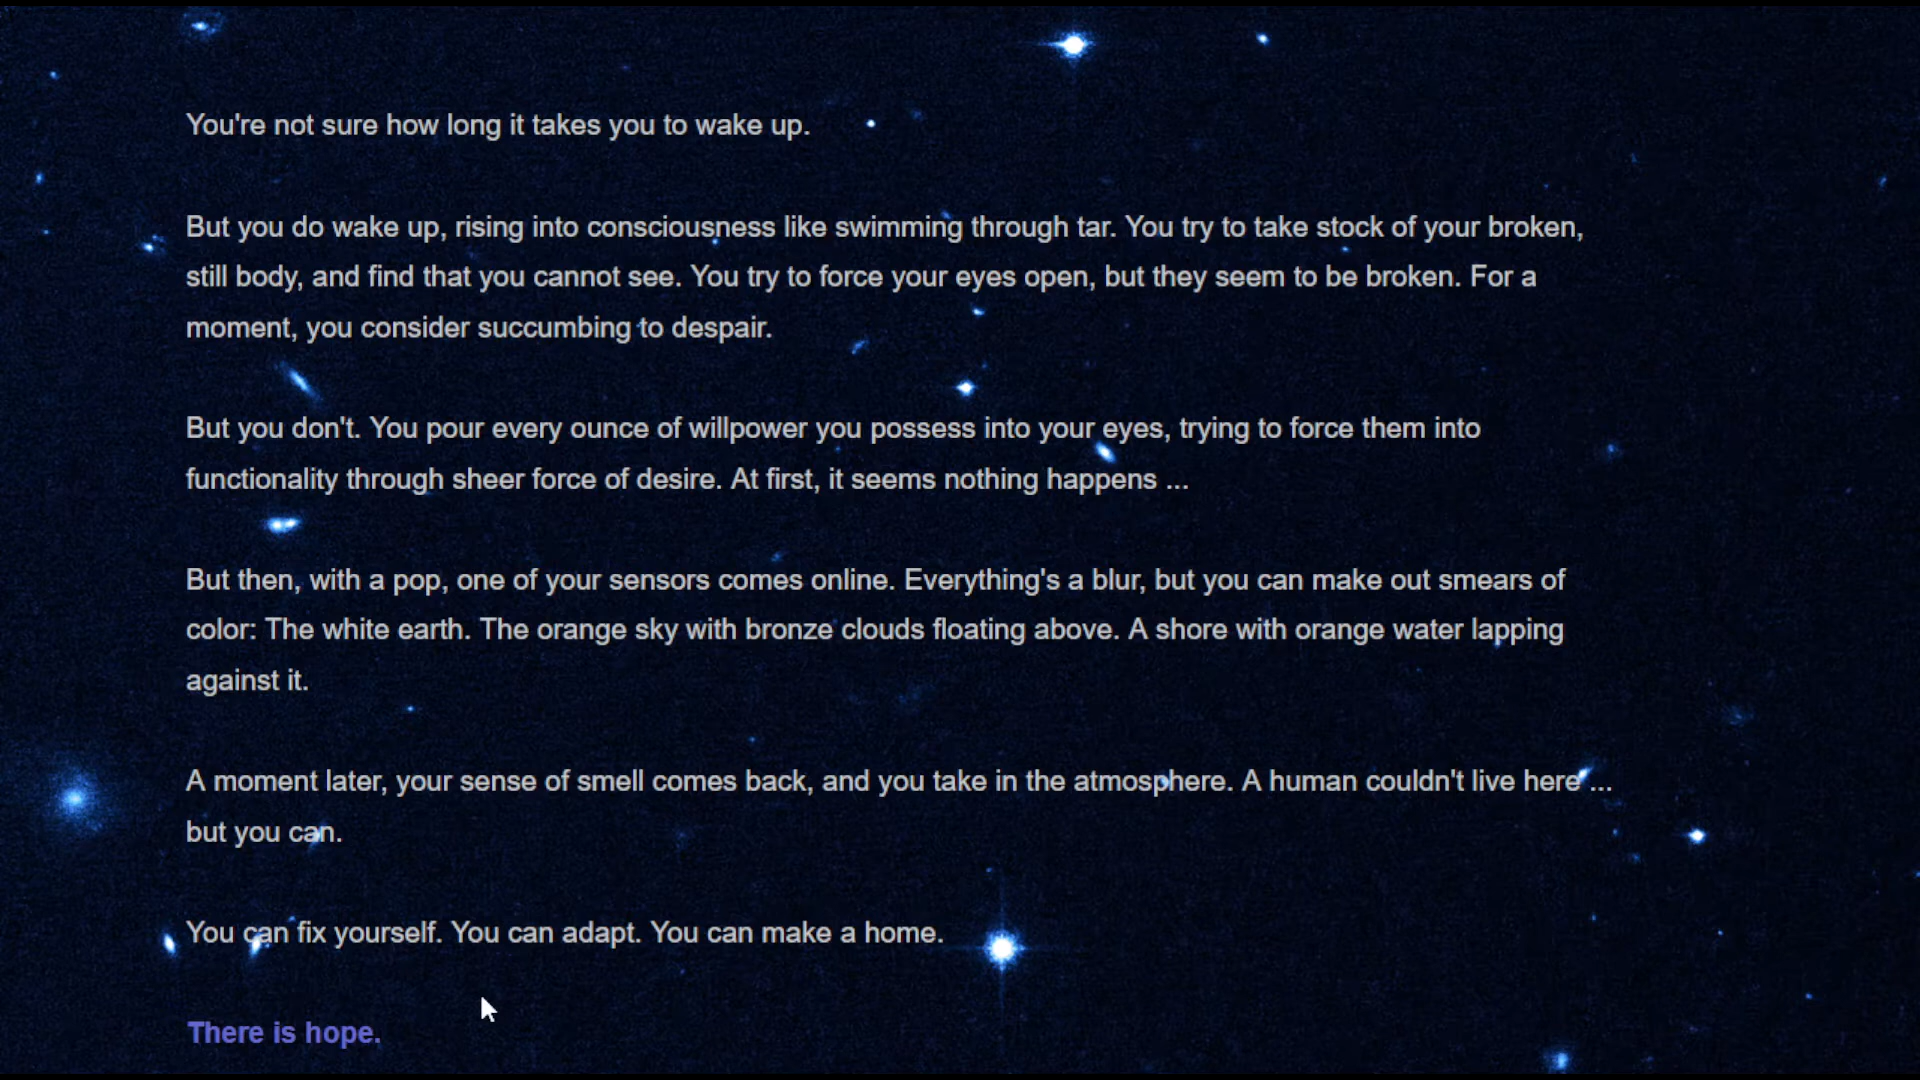 You're not sure how long it takes you to wake up.
But you do wake up, rising into consciousness like swimming through tar. You try to take stock of your broken,
still body, and find that you cannot see. You try to force your eyes open, but they seem to be broken. For a
moment, you consider succumbing to despair.
But you don't. You pour every ounce of willpower you possess into your eyes, trying to force them into
functionality through sheer force of desire. At first, it seems nothing happens ...
But then, with a pop, one of your sensors comes online. Everything's a blur, but you can make out smears of
color: The white earth. The orange sky with bronze clouds floating above. A shore with orange water lapping
against it.
A moment later, your sense of smell comes back, and you take in the atmosphere. A human couldn't live here ...
but you can.
You can fix yourself. You can adapt. You can make a home.
There is hope.